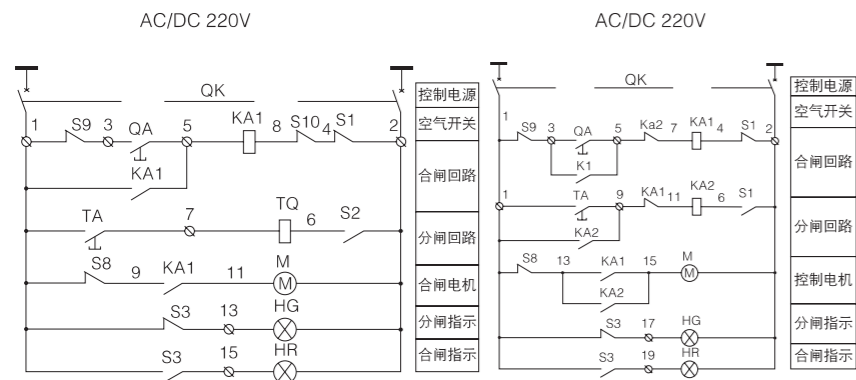 AC/DC 220V
QK
控制电源
空气开关
1 S9 3 QA 5 KA1 8 S10 4 S1 2
KA1
合闸回路
TA 7 TQ 6 S2
分闸回路
S8 9 KA1 11 M
M
合闸电机
S3 13 HG
分闸指示
S3 15 HR
合闸指示
AC/DC 220V
QK
控制电源
空气开关
1 S9 3 QA 5 Ka2 7 KA1 4 S1 2
K1
合闸回路
1 TA 9 KA1 11 KA2 6 S1
KA2
分闸回路
S8 13 KA1 15 M
M
KA2
控制电机
S3 17 HG
分闸指示
S3 19 HR
合闸指示